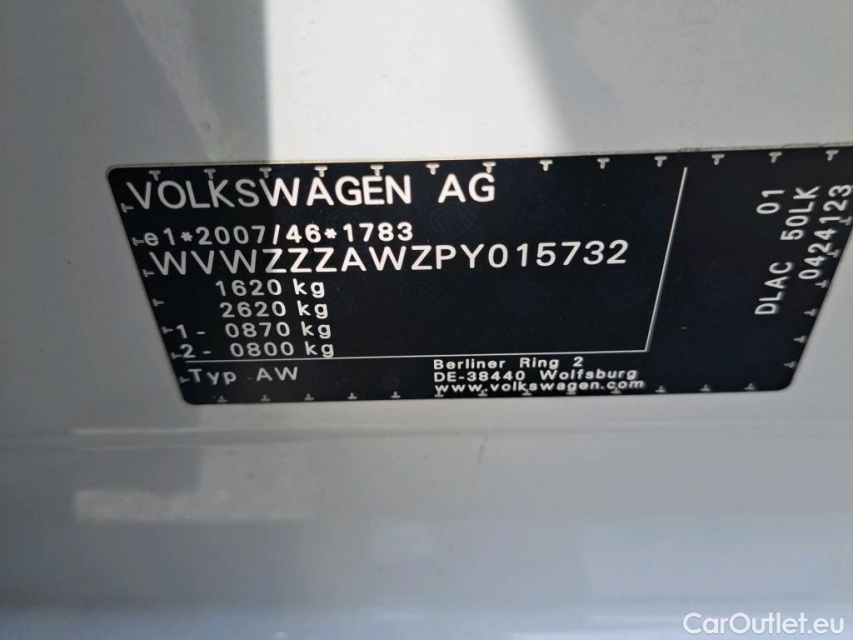 VOLKSWAGEN AG
e1*2007/46*1783
WVWZZZAWZPY015732
1620 kg
2620 kg
1- 0870 kg
2- 0800 kg
Typ AW
Berliner Ring 2
DE-38440 Wolfsburg
www.volkswagen.com
01
DLAC 50LK
0424123
CarOutlet.eu